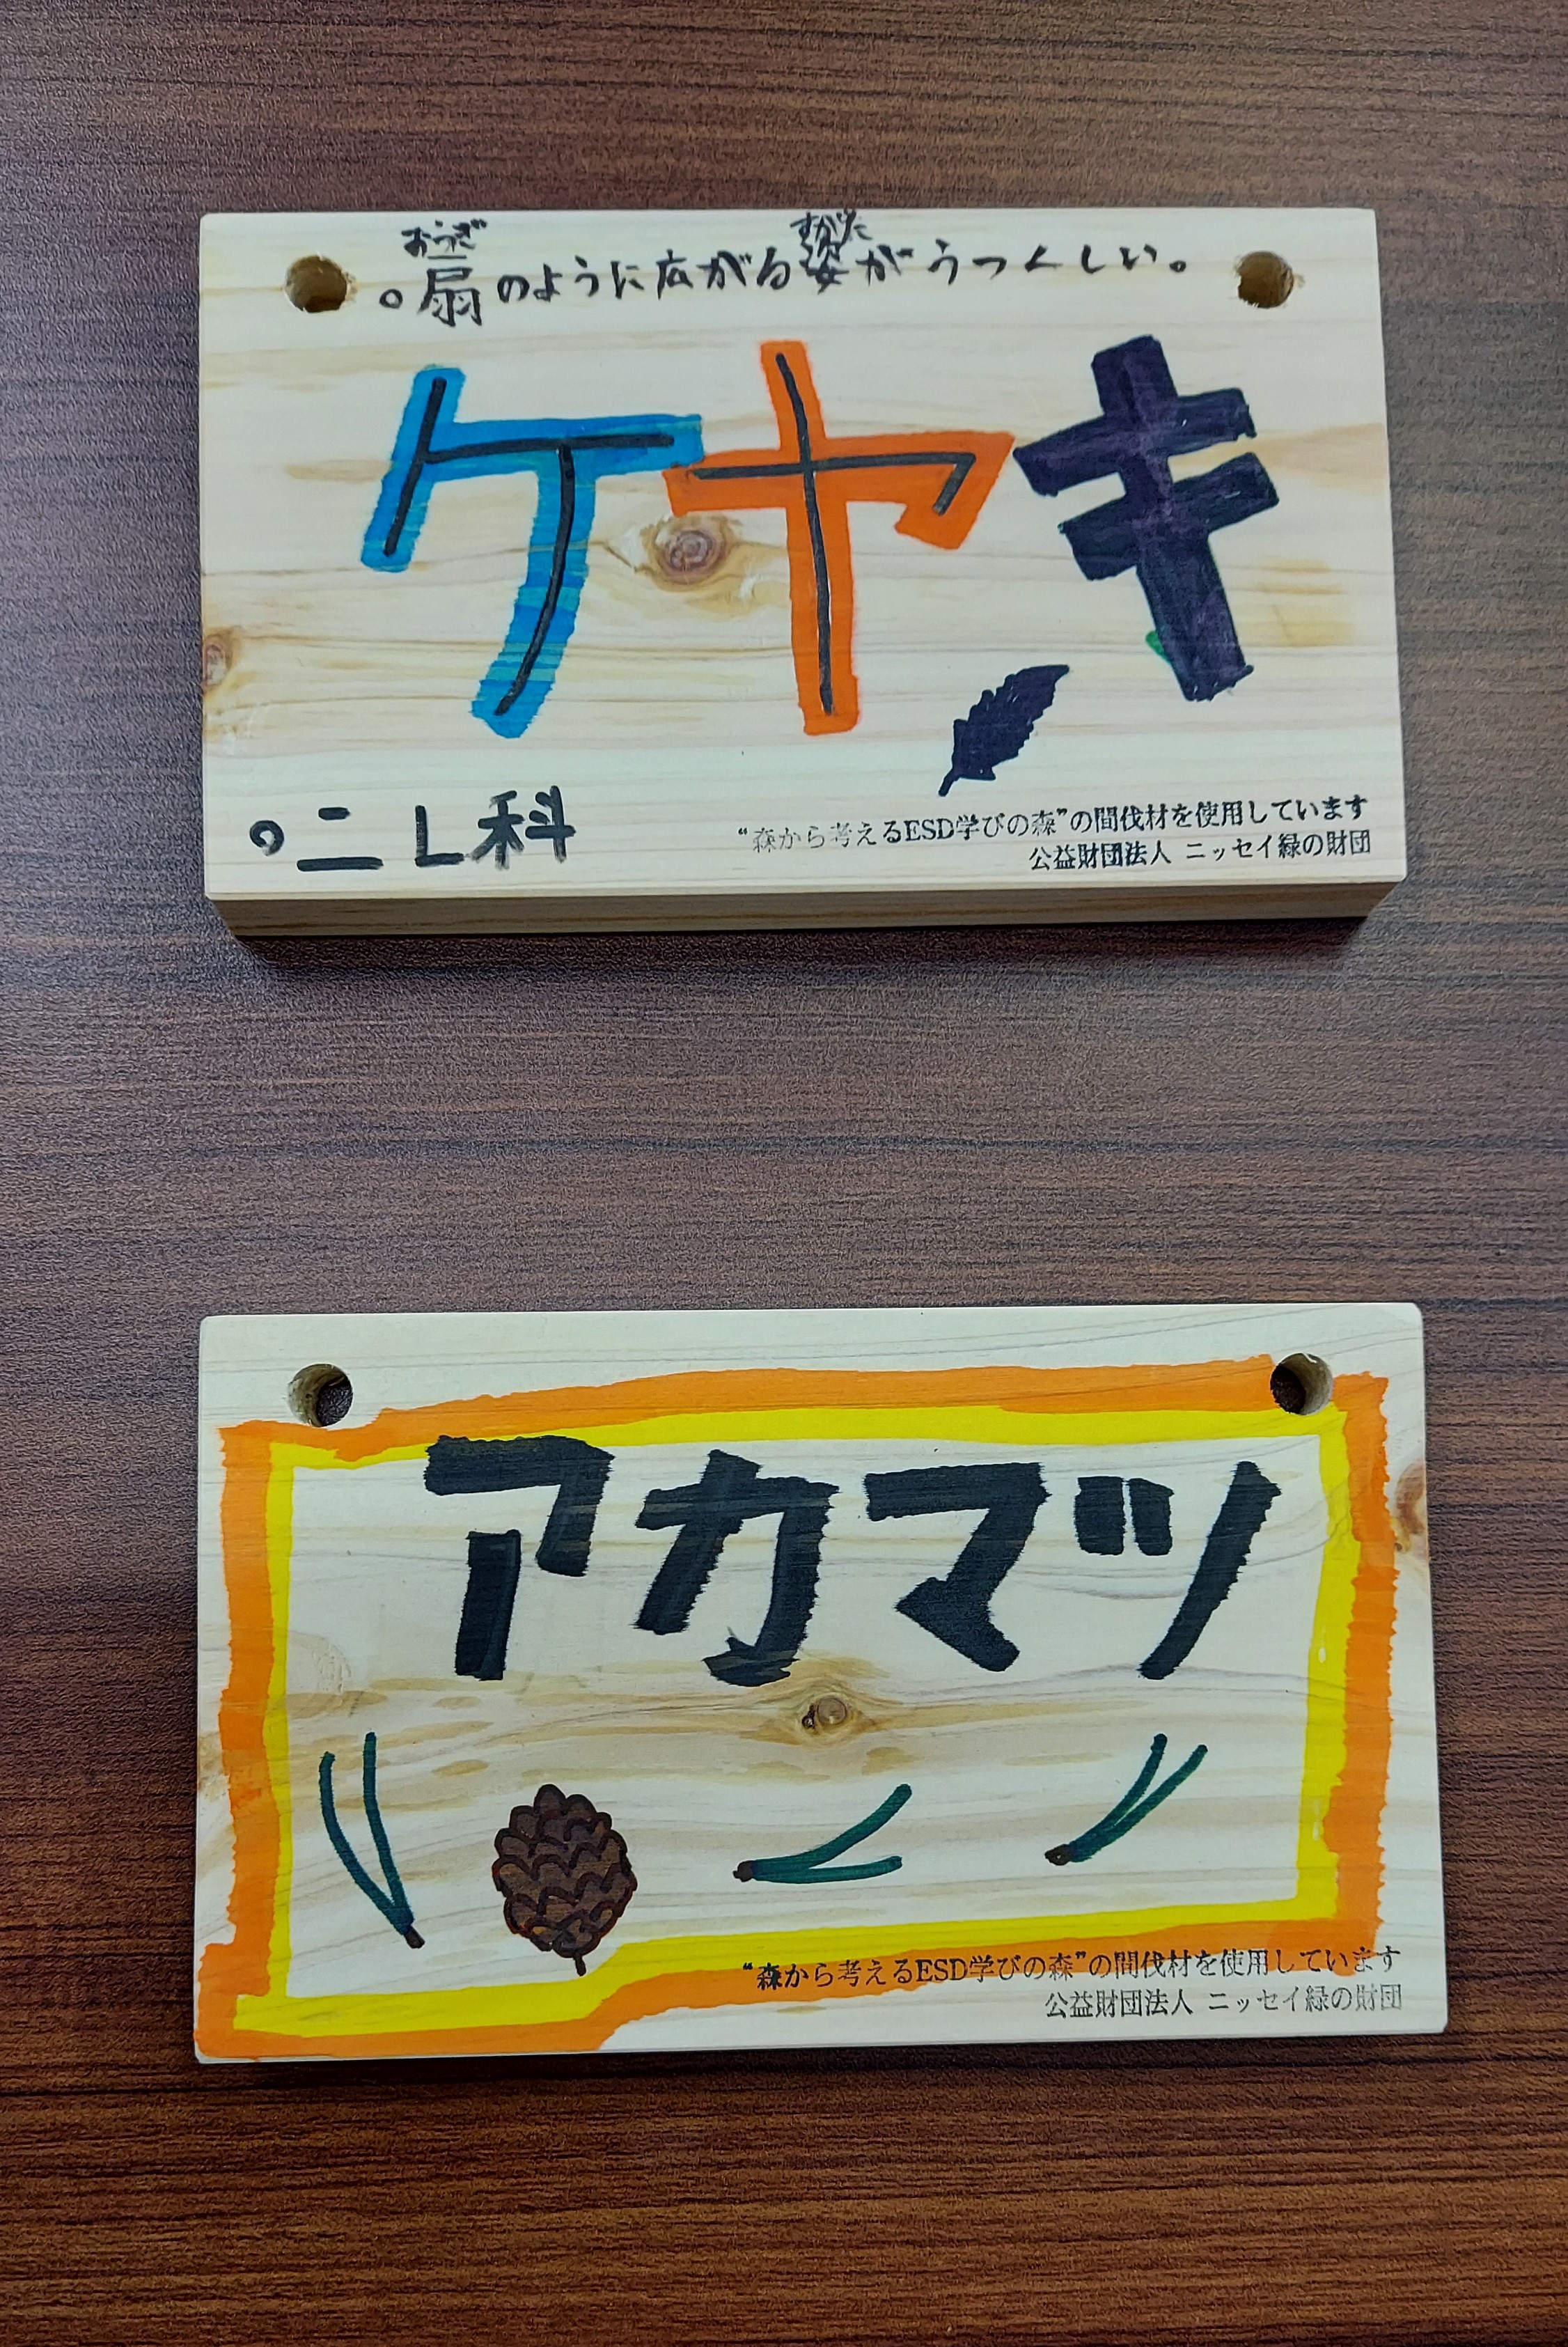 。扇のように広がる姿がうつくしい。
おうぎ
すがた
ケヤキ
。ニレ科
“森から考えるESD学びの森”の間伐材を使用しています
公益財団法人 ニッセイ緑の財団
アカマツ
“森から考えるESD学びの森”の間伐材を使用しています
公益財団法人 ニッセイ緑の財団